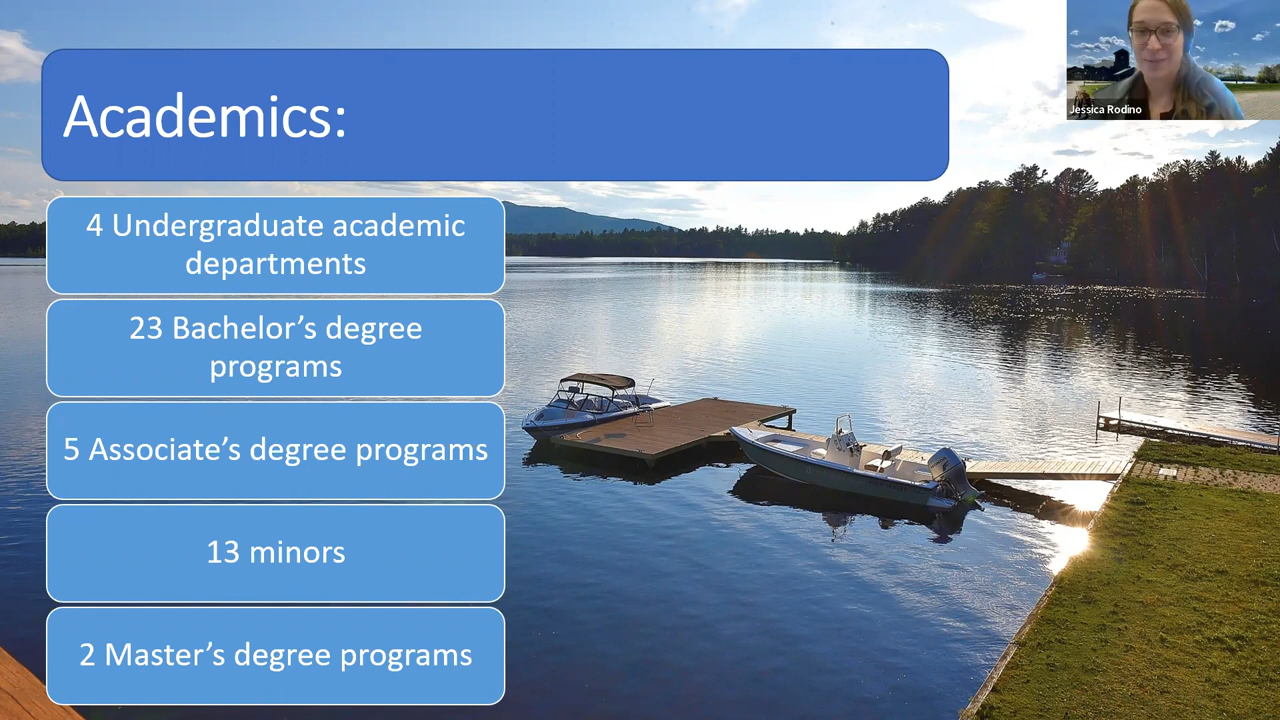 Academics:
4 Undergraduate academic
departments
23 Bachelor’s degree
programs
5 Associate’s degree programs
13 minors
2 Master’s degree programs
Jessica Rodino